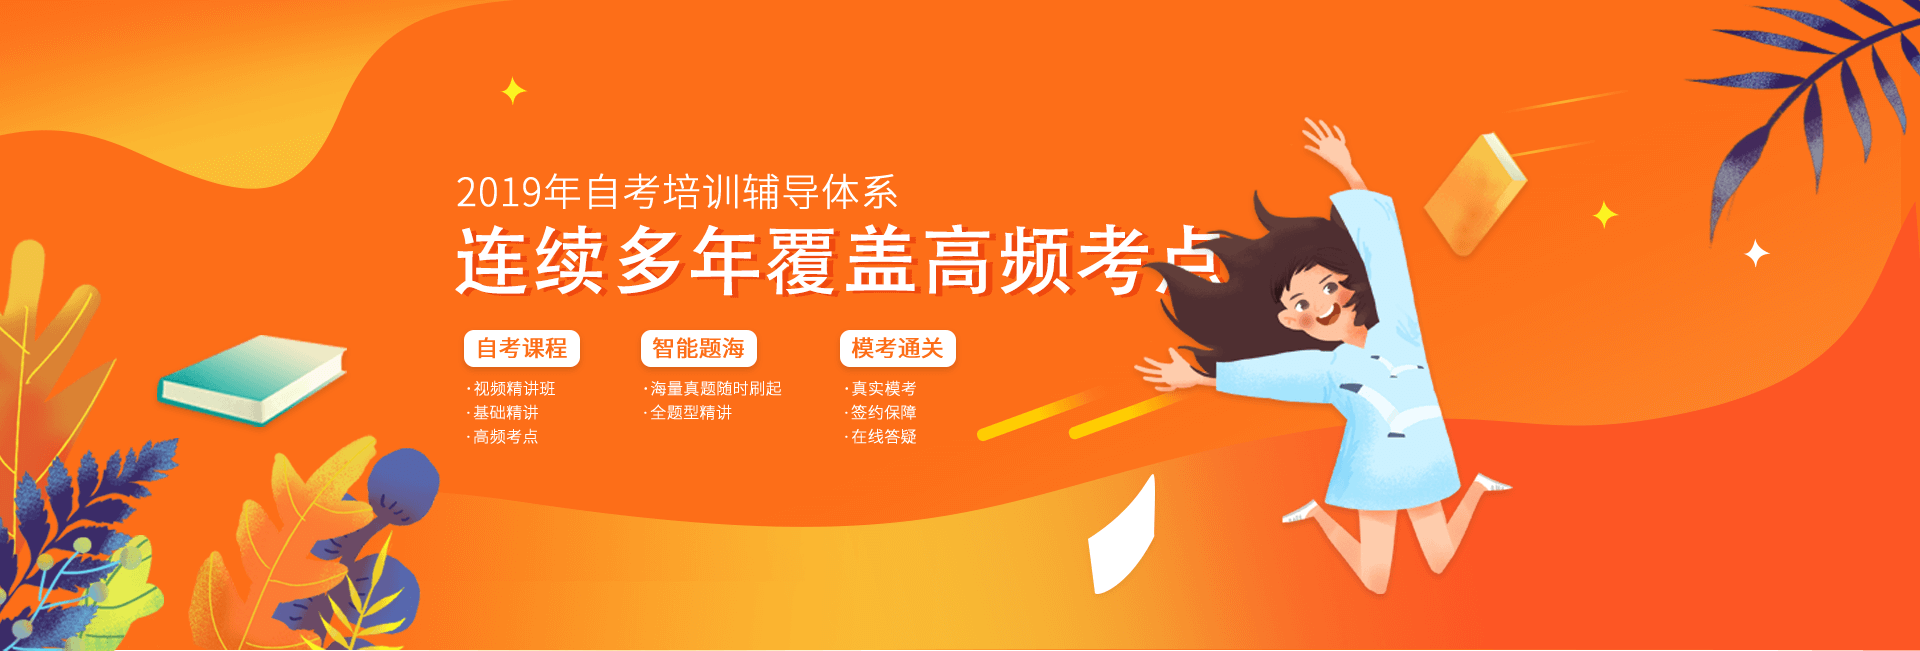 2019年自考培训辅导体系
连续多年覆盖高频考点
自考课程
·视频精讲班
·基础精讲
·高频考点
智能题海
·海量真题随时刷起
·全题型精讲
模考通关
·真实模考
·签约保障
·在线答疑